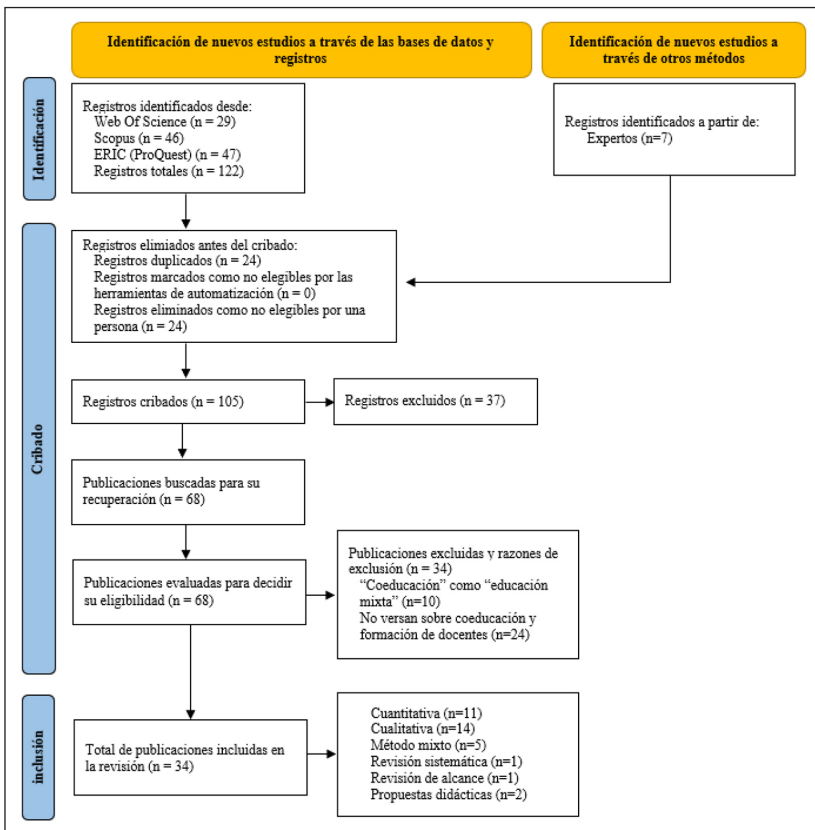 Identificación de nuevos estudios a través de las bases de datos y
registros
Identificación de nuevos estudios a
través de otros métodos
Identificación
Registros identificados desde:
Web Of Science (n = 29)
Scopus (n = 46)
ERIC (ProQuest) (n = 47)
Registros totales (n = 122)
Registros identificados a partir de:
Expertos (n=7)
Cribado
Registros elimiados antes del cribado:
Registros duplicados (n = 24)
Registros marcados como no elegibles por las
herramientas de automatización (n = 0)
Registros eliminados como no elegibles por una
persona (n = 24)
Registros cribados (n = 105)
Registros excluidos (n = 37)
Publicaciones buscadas para su
recuperación (n = 68)
Publicaciones evaluadas para decidir
su eligibilidad (n = 68)
Publicaciones excluidas y razones de
exclusión (n = 34)
“Coeducación” como “educación
mixta” (n=10)
No versan sobre coeducación y
formación de docentes (n=24)
inclusión
Total de publicaciones incluidas en
la revisión (n = 34)
Cuantitativa (n=11)
Cualitativa (n=14)
Método mixto (n=5)
Revisión sistemática (n=1)
Revisión de alcance (n=1)
Propuestas didácticas (n=2)